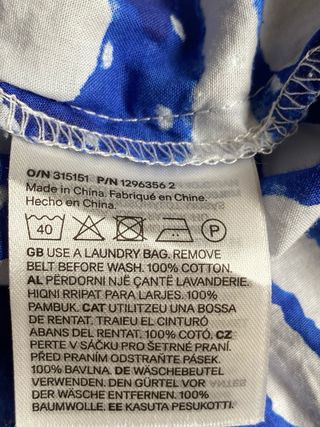 O/N 315151 P/N 1296356 2
Made in China. Fabriqué en Chine.
Hecho en China.
40 P
GB USE A LAUNDRY BAG. REMOVE
BELT BEFORE WASH. 100% COTTON.
AL PËRDORNI NJË ÇANTË LAVANDERIE.
HIQNI RRIPAT PARA LARJES. 100%
PAMBUK. CAT UTILITZEU UNA BOSSA
DE RENTAT. TRAIEU EL CINTURÓ
ABANS DEL RENTAT. 100% COTÓ. CZ
PERTE V SÁČKU PRO ŠETRNÉ PRANÍ.
PŘED PRANÍM ODSTRAŇTE PÁSEK.
100% BAVLNA. DE WÄSCHEBEUTEL
VERWENDEN. DEN GÜRTEL VOR
DER WÄSCHE ENTFERNEN. 100%
BAUMWOLLE. EE KASUTA PESUKOTTI.